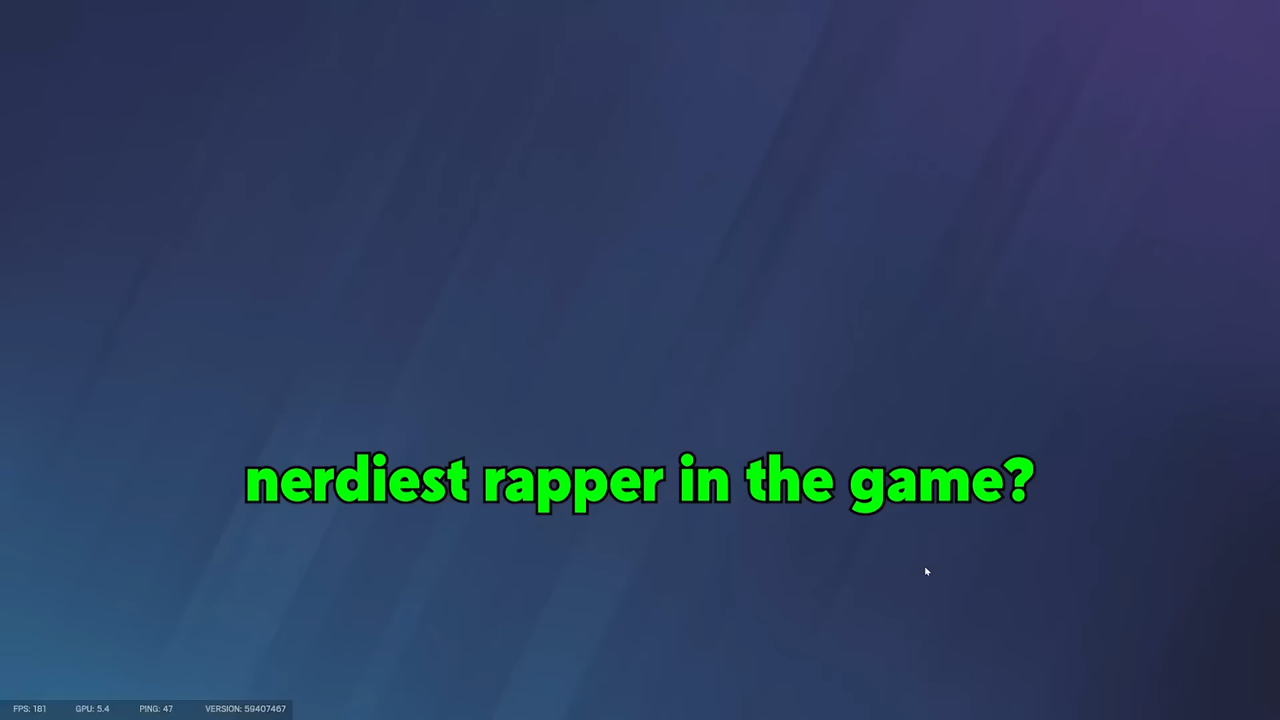 nerdiest rapper in the game?
FPS: 181 GPU: 5.4 PING: 47 VERSION: 59407467